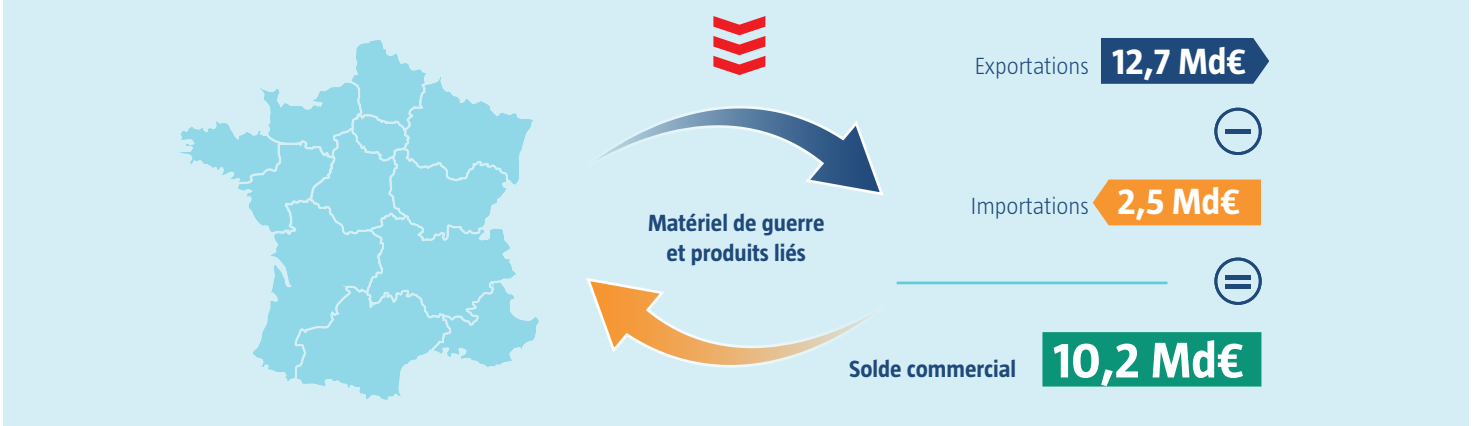 Exportations 12,7 Md€
Matériel de guerre
et produits liés
Importations 2,5 Md€
Solde commercial 10,2 Md€